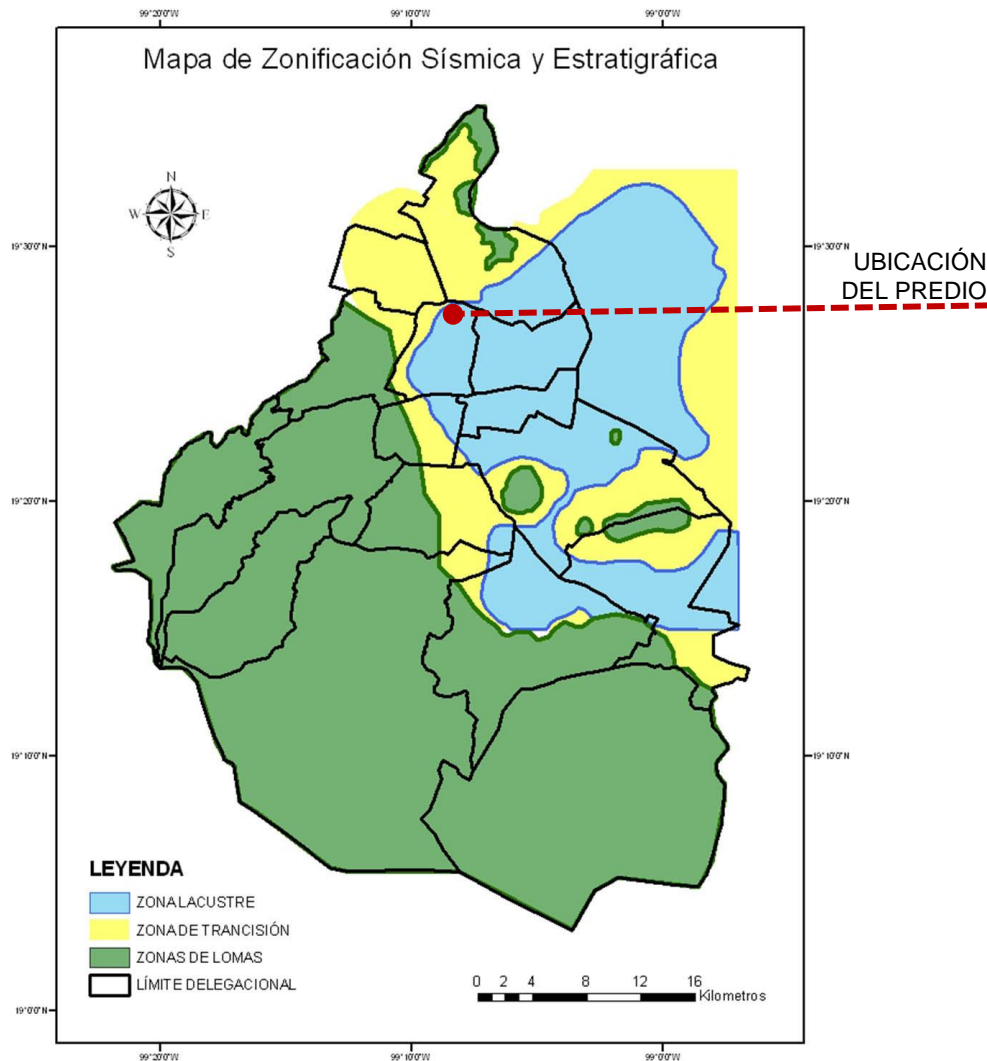 99°20'0"W 99°10'0"W 99°0'0"W
Mapa de Zonificación Sísmica y Estratigráfica
N
W E
S
19°30'0"N 19°30'0"N
UBICACIÓN
DEL PREDIO
19°20'0"N 19°20'0"N
19°10'0"N 19°10'0"N
LEYENDA
ZONA LACUSTRE
ZONA DE TRANCISIÓN
ZONAS DE LOMAS
LÍMITE DELEGACIONAL
0 2 4 8 12 16
Kilometros
19°0'0"N 19°0'0"N
99°20'0"W 99°10'0"W 99°0'0"W